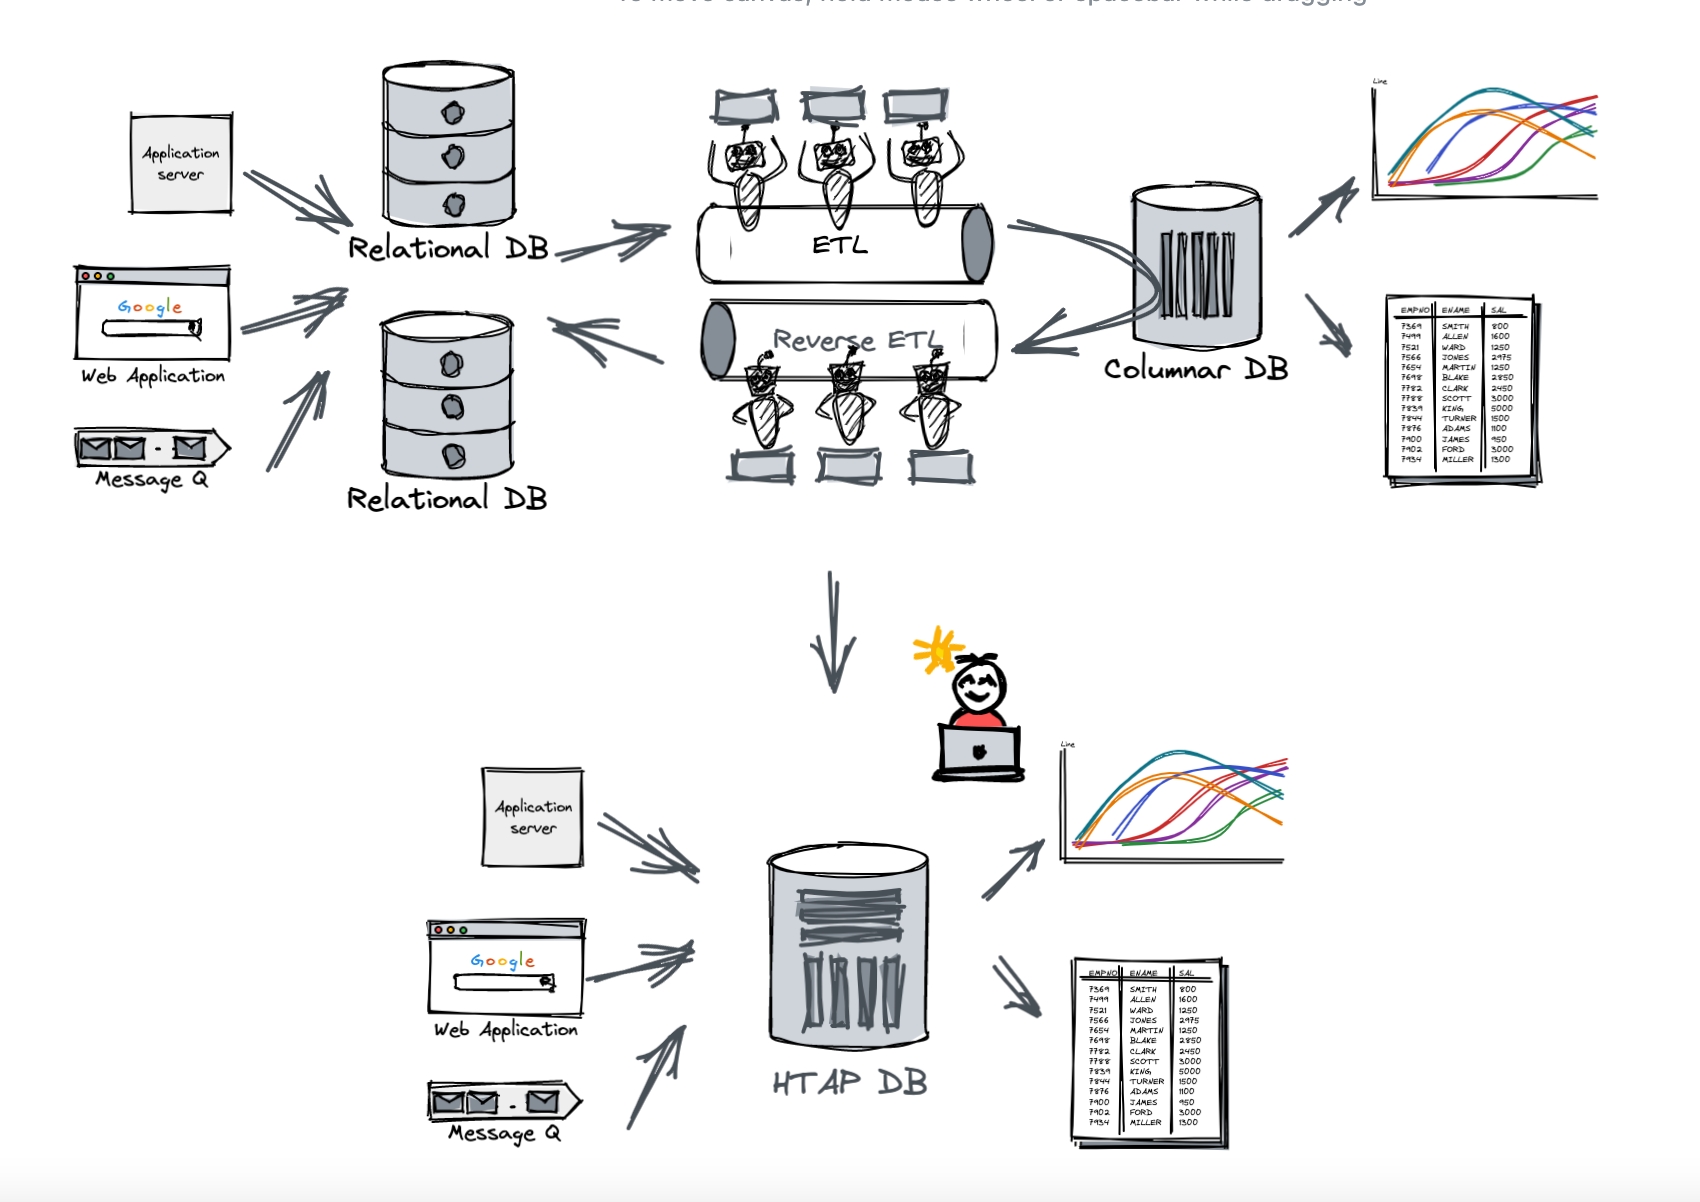 To move canvas, hold mouse wheel or spacebar while dragging
Application
server
Relational DB
Google
Web Application
Message Q
Relational DB
ETL
Reverse ETL
Columnar DB
Line
EMPNO ENAME SAL
7369 SMITH 800
7499 ALLEN 1600
7521 WARD 1250
7566 JONES 2975
7654 MARTIN 1250
7698 BLAKE 2850
7782 CLARK 2450
7788 SCOTT 3000
7839 KING 5000
7844 TURNER 1500
7876 ADAMS 1100
7900 JAMES 950
7902 FORD 3000
7934 MILLER 1300
Application
server
Google
Web Application
Message Q
HTAP DB
Line
EMPNO ENAME SAL
7369 SMITH 800
7499 ALLEN 1600
7521 WARD 1250
7566 JONES 2975
7654 MARTIN 1250
7698 BLAKE 2850
7782 CLARK 2450
7788 SCOTT 3000
7839 KING 5000
7844 TURNER 1500
7876 ADAMS 1100
7900 JAMES 950
7902 FORD 3000
7934 MILLER 1300